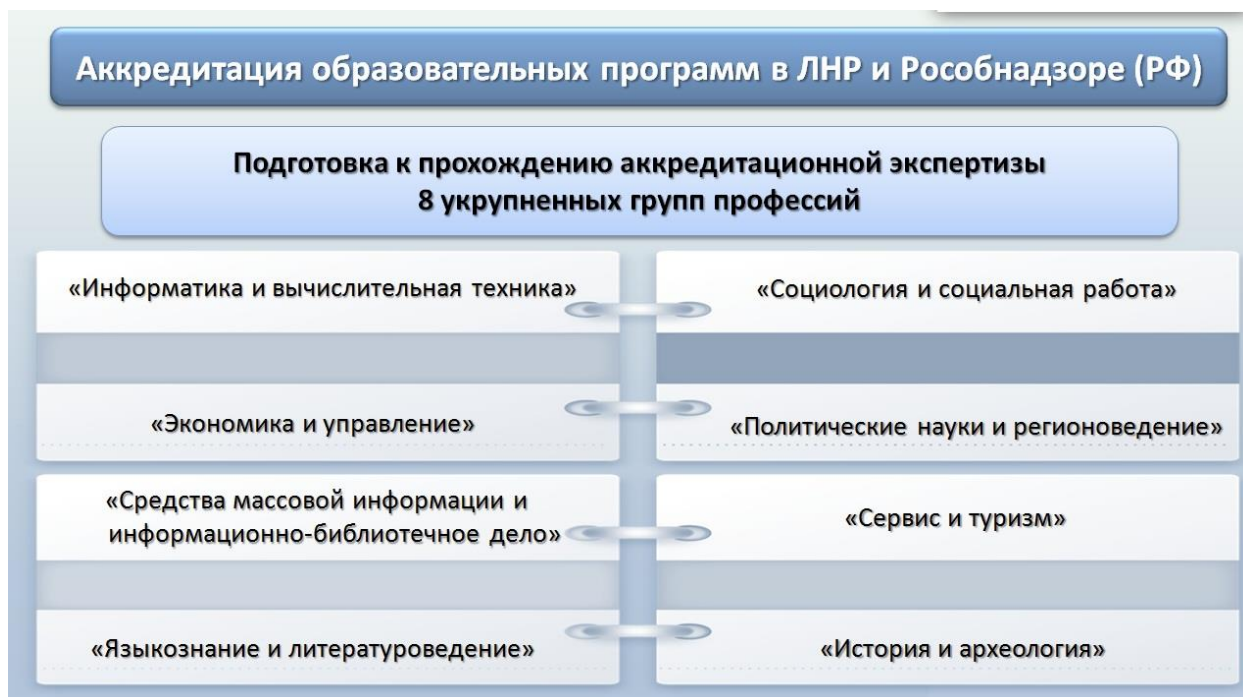 Аккредитация образовательных программ в ЛНР и Рособнадзоре (РФ)
Подготовка к прохождению аккредитационной экспертизы
8 укрупненных групп профессий
«Информатика и вычислительная техника»
«Социология и социальная работа»
«Экономика и управление»
«Политические науки и регионоведение»
«Средства массовой информации и
информационно-библиотечное дело»
«Сервис и туризм»
«Языкознание и литературоведение»
«История и археология»